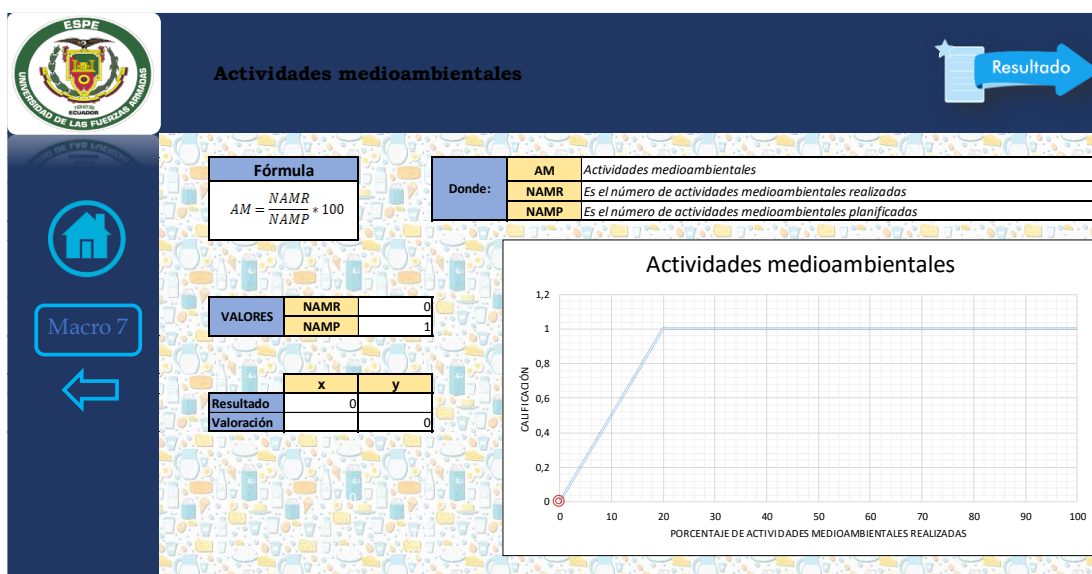 ESPE
UNIVERSIDAD DE LAS FUERZAS ARMADAS
1922
ECUADOR
Actividades medioambientales
Resultado
Fórmula
AM = NAMR / NAMP * 100
Donde:
AM Actividades medioambientales
NAMR Es el número de actividades medioambientales realizadas
NAMP Es el número de actividades medioambientales planificadas
Macro 7
VALORES
NAMR 0
NAMP 1
x y
Resultado 0
Valoración 0
0
Actividades medioambientales
CALIFICACIÓN
1,2
1
0,8
0,6
0,4
0,2
0
0 10 20 30 40 50 60 70 80 90 100
PORCENTAJE DE ACTIVIDADES MEDIOAMBIENTALES REALIZADAS